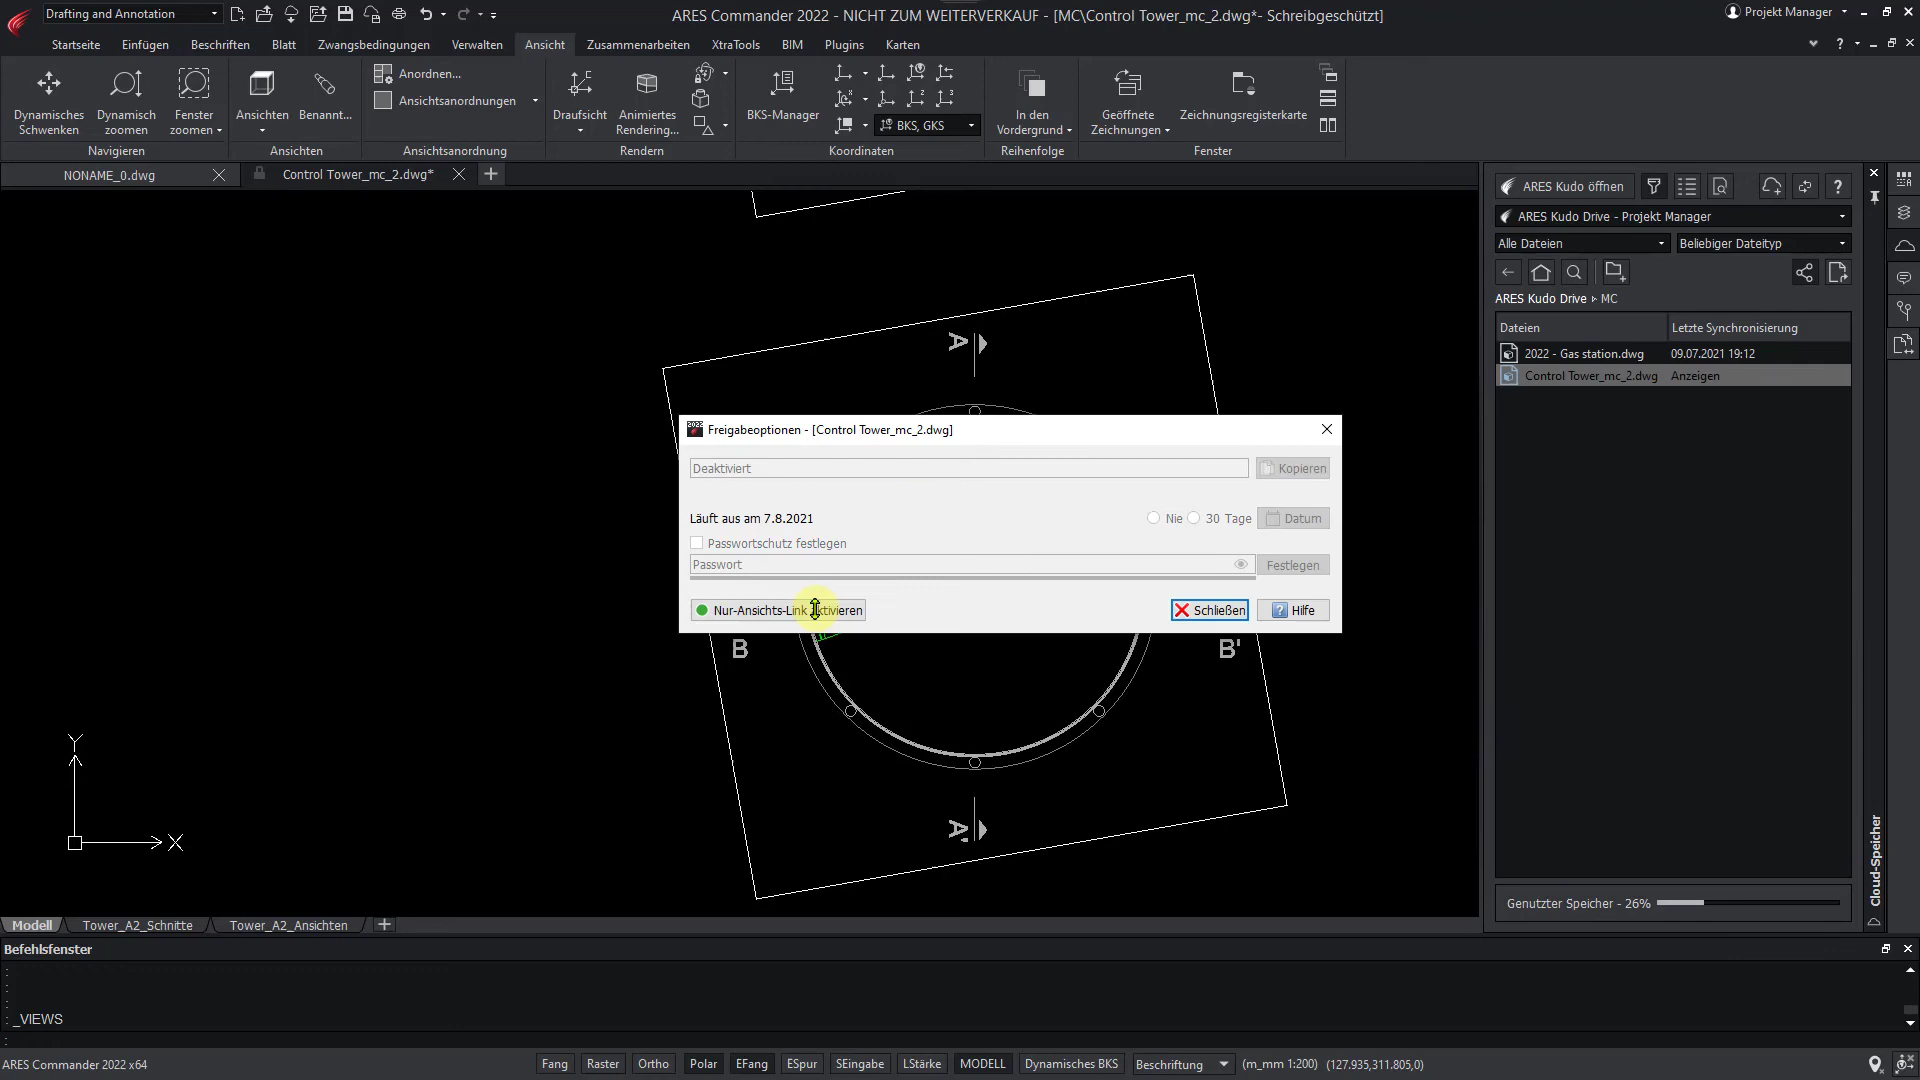 Drafting and Annotation
ARES Commander 2022 - NICHT ZUM WEITERVERKAUF - [MC\Control Tower_mc_2.dwg*- Schreibgeschützt]
Projekt Manager
Startseite Einfügen Beschriften Blatt Zwangsbedingungen Verwalten Ansicht Zusammenarbeiten XtraTools BIM Plugins Karten
Dynamisches Schwenken
Dynamisch zoomen
Fenster zoomen
Navigieren
Ansichten
Benannt...
Ansichten
Anordnen...
Ansichtsanordnungen
Ansichtsanordnung
Draufsicht
Animiertes Rendering...
Rendern
BKS-Manager
BKS, GKS
Koordinaten
In den Vordergrund
Reihenfolge
Geöffnete Zeichnungen
Zeichnungsregisterkarte
Fenster
NONAME_0.dwg
Control Tower_mc_2.dwg*
ARES Kudo öffnen
ARES Kudo Drive - Projekt Manager
Alle Dateien
Beliebiger Dateityp
ARES Kudo Drive ▸ MC
Dateien Letzte Synchronisierung
2022 - Gas station.dwg 09.07.2021 19:12
Control Tower_mc_2.dwg Anzeigen
Cloud-Speicher
Genutzter Speicher - 26%
A
Freigabeoptionen - [Control Tower_mc_2.dwg]
Deaktiviert
Kopieren
Läuft aus am 7.8.2021
Nie
30 Tage
Datum
Passwortschutz festlegen
Passwort
Festlegen
Nur-Ansichts-Link aktivieren
Schließen
Hilfe
B
B'
A'
Y
X
Modell Tower_A2_Schnitte Tower_A2_Ansichten
Befehlsfenster
:
:
:
: _VIEWS
:
ARES Commander 2022 x64
Fang Raster Ortho Polar EFang ESpur SEingabe LStärke MODELL Dynamisches BKS Beschriftung (m_mm 1:200) (127.935,311.805,0)